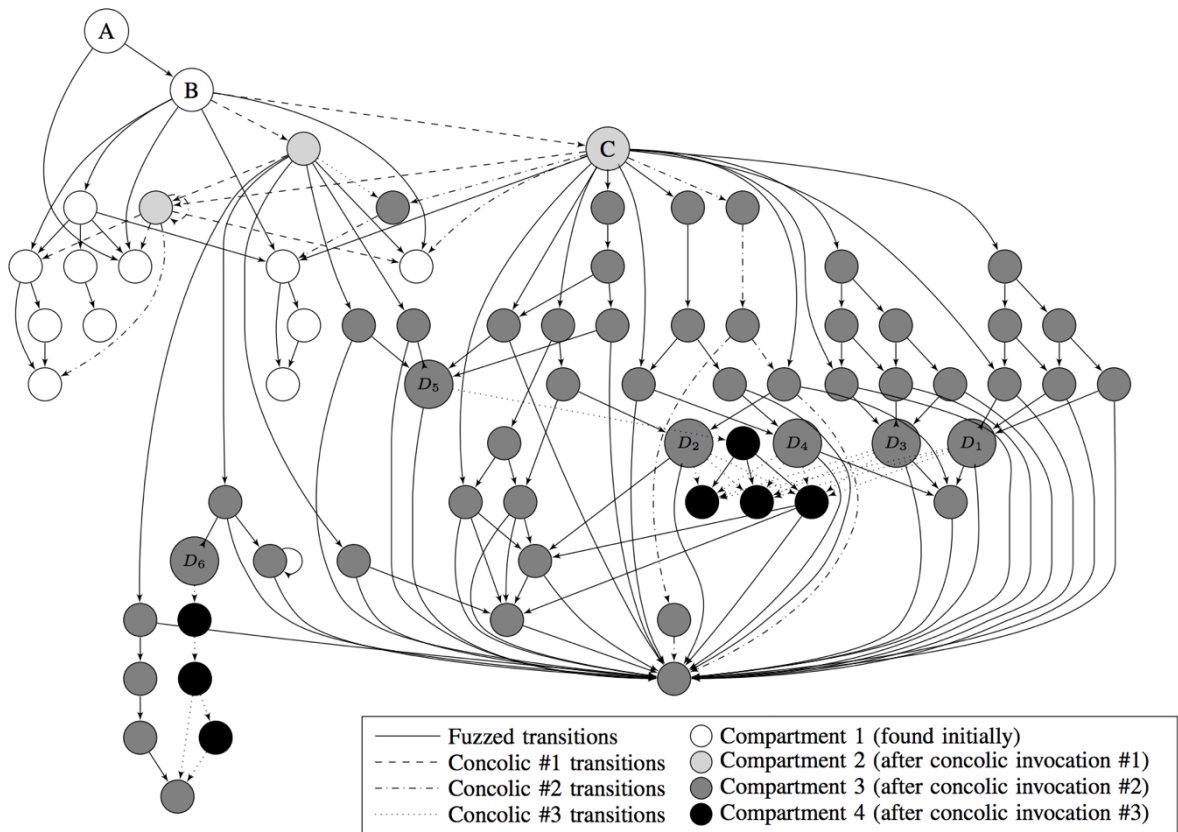 A
B
C
D5
D2
D4
D3
D1
D6
Fuzzed transitions
Compartment 1 (found initially)
Concolic #1 transitions
Compartment 2 (after concolic invocation #1)
Concolic #2 transitions
Compartment 3 (after concolic invocation #2)
Concolic #3 transitions
Compartment 4 (after concolic invocation #3)